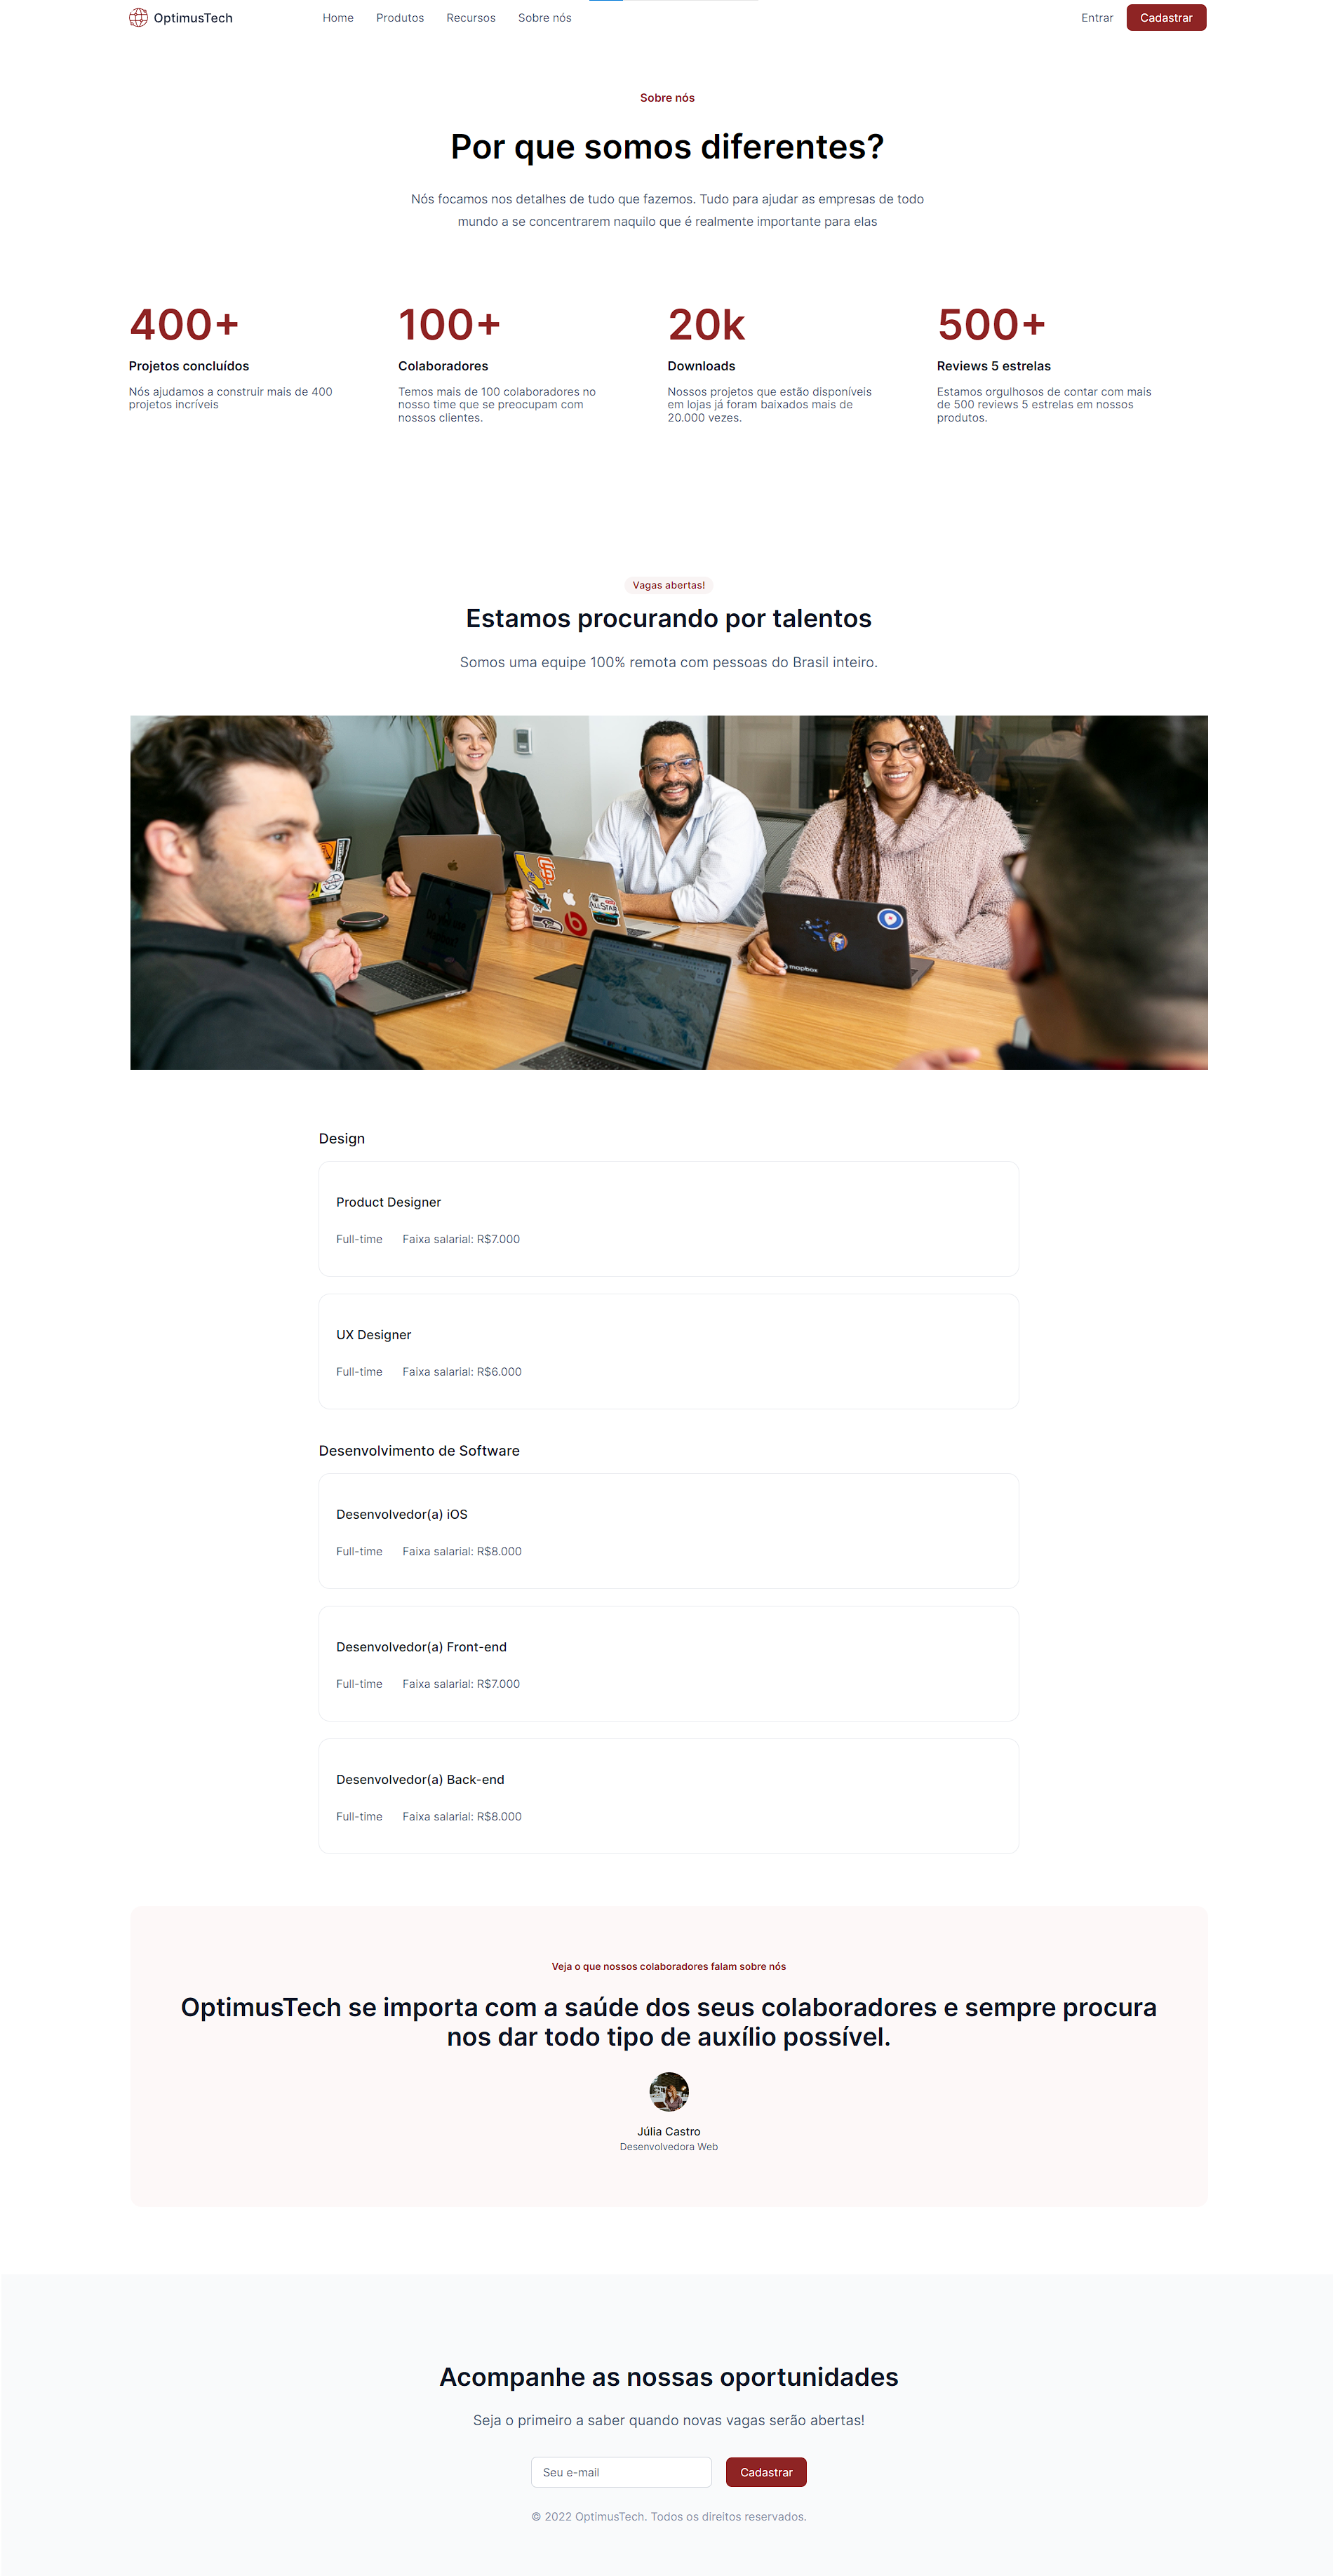 OptimusTech
Home
Produtos
Recursos
Sobre nós
Entrar
Cadastrar
Sobre nós
Por que somos diferentes?
Nós focamos nos detalhes de tudo que fazemos. Tudo para ajudar as empresas de todo
mundo a se concentrarem naquilo que é realmente importante para elas
400+
Projetos concluídos
Nós ajudamos a construir mais de 400
projetos incríveis
100+
Colaboradores
Temos mais de 100 colaboradores no
nosso time que se preocupam com
nossos clientes.
20k
Downloads
Nossos projetos que estão disponíveis
em lojas já foram baixados mais de
20.000 vezes.
500+
Reviews 5 estrelas
Estamos orgulhosos de contar com mais
de 500 reviews 5 estrelas em nossos
produtos.
Vagas abertas!
Estamos procurando por talentos
Somos uma equipe 100% remota com pessoas do Brasil inteiro.
ALL STAR
mapbox
Design
Product Designer
Full-time Faixa salarial: R$7.000
UX Designer
Full-time Faixa salarial: R$6.000
Desenvolvimento de Software
Desenvolvedor(a) iOS
Full-time Faixa salarial: R$8.000
Desenvolvedor(a) Front-end
Full-time Faixa salarial: R$7.000
Desenvolvedor(a) Back-end
Full-time Faixa salarial: R$8.000
Veja o que nossos colaboradores falam sobre nós
OptimusTech se importa com a saúde dos seus colaboradores e sempre procura
nos dar todo tipo de auxílio possível.
Júlia Castro
Desenvolvedora Web
Acompanhe as nossas oportunidades
Seja o primeiro a saber quando novas vagas serão abertas!
Seu e-mail
Cadastrar
© 2022 OptimusTech. Todos os direitos reservados.